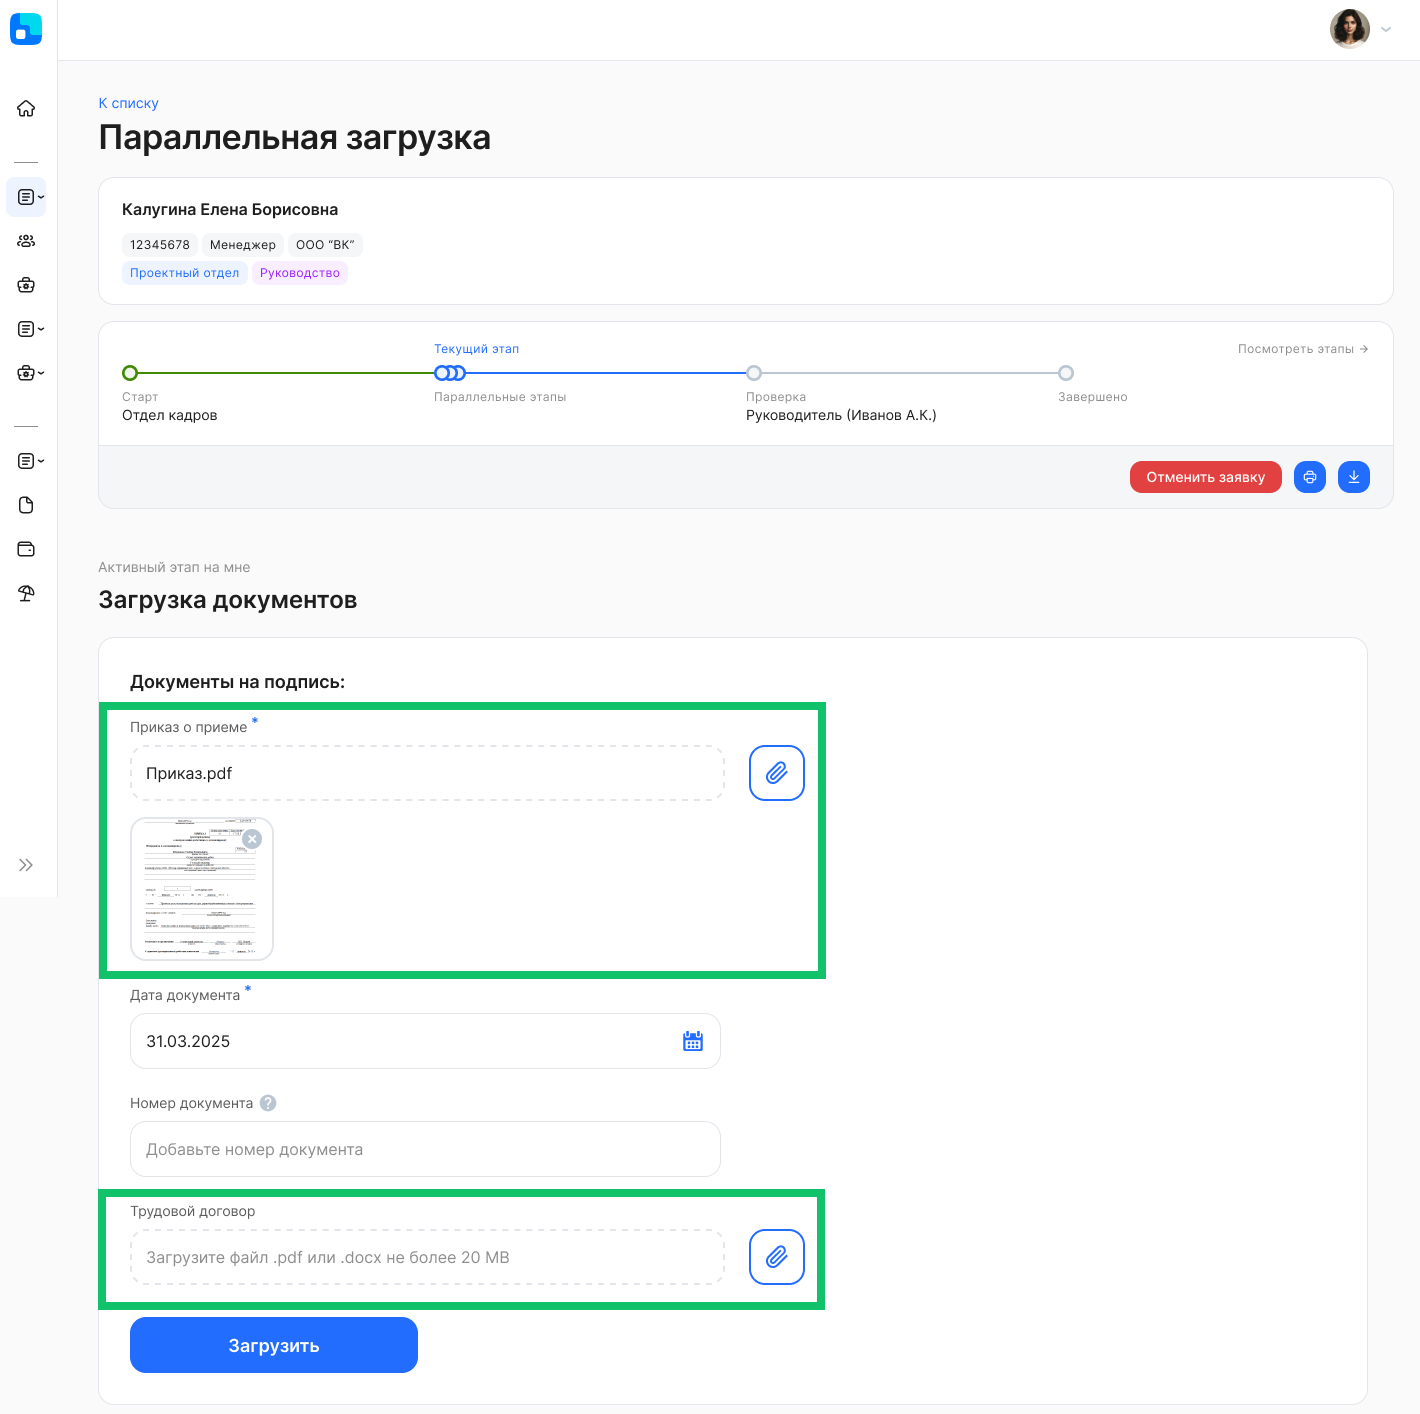 К списку
Параллельная загрузка
Калугина Елена Борисовна
12345678 Менеджер ООО “ВК”
Проектный отдел Руководство
Текущий этап Посмотреть этапы →
Старт Параллельные этапы Проверка Завершено
Отдел кадров Руководитель (Иванов А.К.)
Отменить заявку
Активный этап на мне
Загрузка документов
Документы на подпись:
Приказ о приеме *
Приказ.pdf
Дата документа *
31.03.2025
Номер документа ?
Добавьте номер документа
Трудовой договор
Загрузите файл .pdf или .docx не более 20 MB
Загрузить